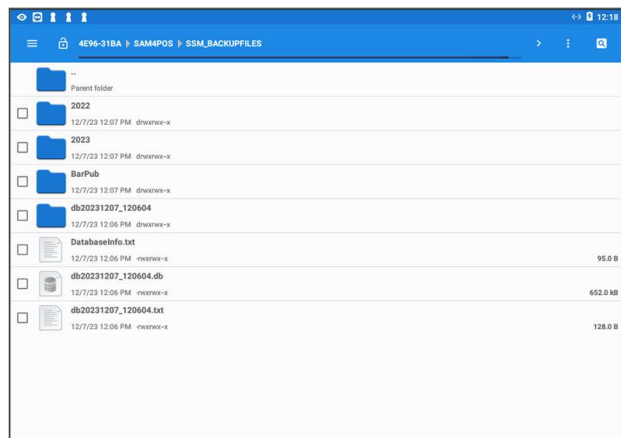 12:18
4E96-31BA SAM4POS SSM_BACKUPFILES
..
Parent folder
2022
12/7/23 12:07 PM drwxrwx-x
2023
12/7/23 12:07 PM drwxrwx-x
BarPub
12/7/23 12:07 PM drwxrwx-x
db20231207_120604
12/7/23 12:06 PM drwxrwx-x
DatabaseInfo.txt
12/7/23 12:06 PM -rwxrwx-x 95.0 B
db20231207_120604.db
12/7/23 12:06 PM -rwxrwx-x 652.0 kB
db20231207_120604.txt
12/7/23 12:06 PM -rwxrwx-x 128.0 B